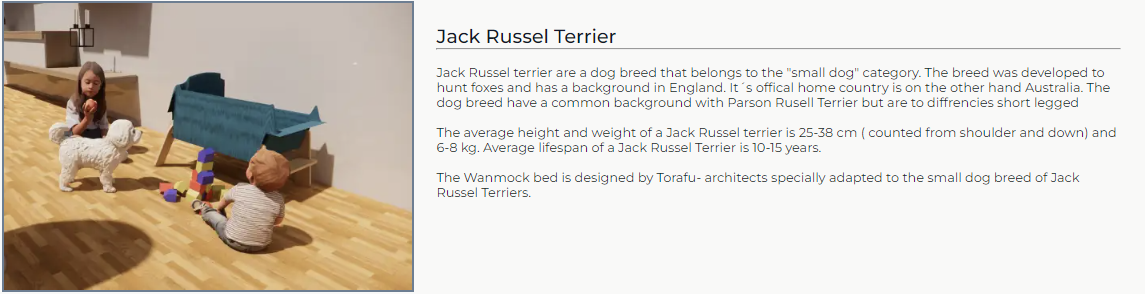 Jack Russel Terrier
Jack Russel terrier are a dog breed that belongs to the "small dog" category. The breed was developed to
hunt foxes and has a background in England. It´s offical home country is on the other hand Australia. The
dog breed have a common background with Parson Rusell Terrier but are to diffrencies short legged
The average height and weight of a Jack Russel terrier is 25-38 cm ( counted from shoulder and down) and
6-8 kg. Average lifespan of a Jack Russel Terrier is 10-15 years.
The Wanmock bed is designed by Torafu- architects specially adapted to the small dog breed of Jack
Russel Terriers.